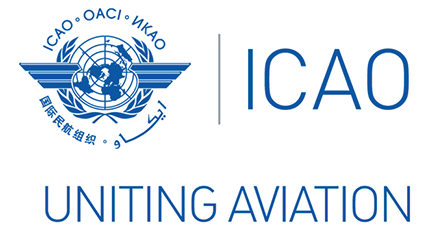 ICAO · OACI · ИКАО
国际民航组织 · ايكاو
ICAO
UNITING AVIATION